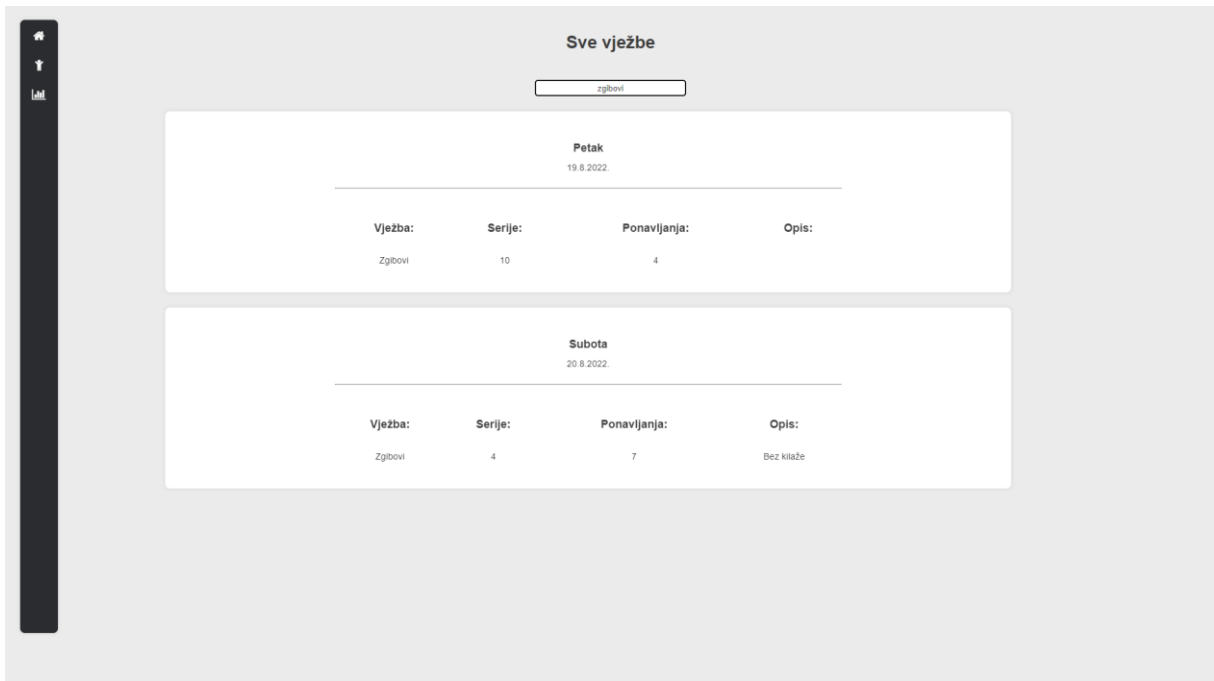 Sve vježbe
zgibovi
Petak
19.8.2022.
Vježba: Serije: Ponavljanja: Opis:
Zgibovi 10 4
Subota
20.8.2022.
Vježba: Serije: Ponavljanja: Opis:
Zgibovi 4 7 Bez kilaže